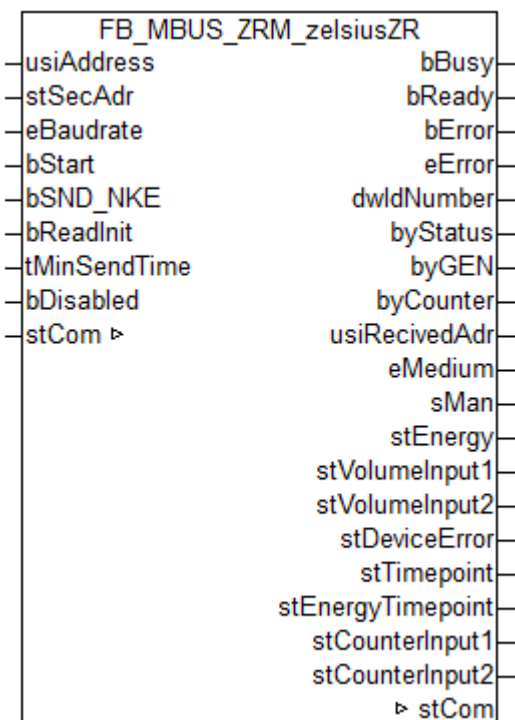 FB_MBUS_ZRM_zelsiusZR
usiAddress bBusy
stSecAdr bReady
eBaudrate bError
bStart eError
bSND_NKE dwIdNumber
bReadInit byStatus
tMinSendTime byGEN
bDisabled byCounter
stCom ▹ usiRecivedAdr
eMedium
sMan
stEnergy
stVolumeInput1
stVolumeInput2
stDeviceError
stTimepoint
stEnergyTimepoint
stCounterInput1
stCounterInput2
▹ stCom